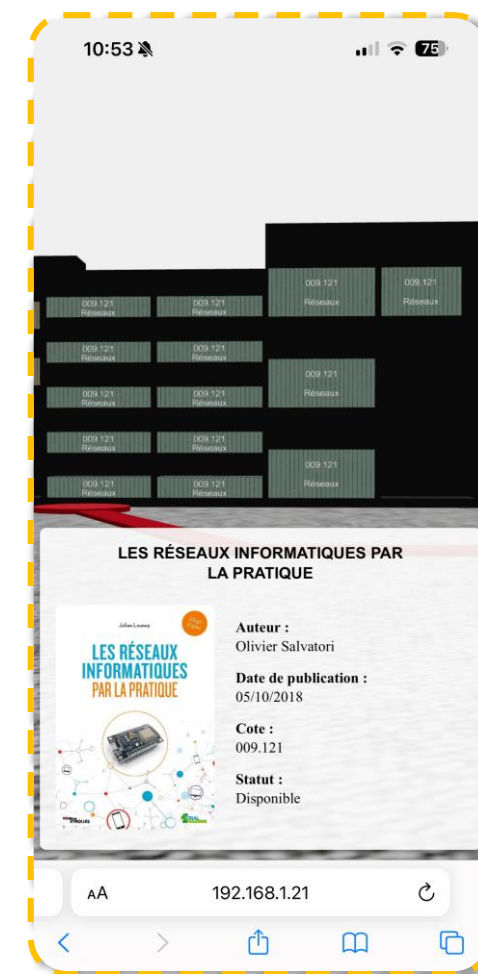 10:53
75
009.121
009.121
Réseaux
Réseaux
009.121
009.121
Réseaux
Réseaux
009.121
009.121
Réseaux
Réseaux
009.121
Réseaux
009.121
009.121
Réseaux
Réseaux
009.121
009.121
Réseaux
Réseaux
009.121
Réseaux
009.121
009.121
Réseaux
Réseaux
LES RÉSEAUX INFORMATIQUES PAR
LA PRATIQUE
Julien Launay
LES RÉSEAUX
INFORMATIQUES
PAR LA PRATIQUE
EYROLLES
Auteur :
Olivier Salvatori
Date de publication :
05/10/2018
Cote :
009.121
Statut :
Disponible
AA
192.168.1.21